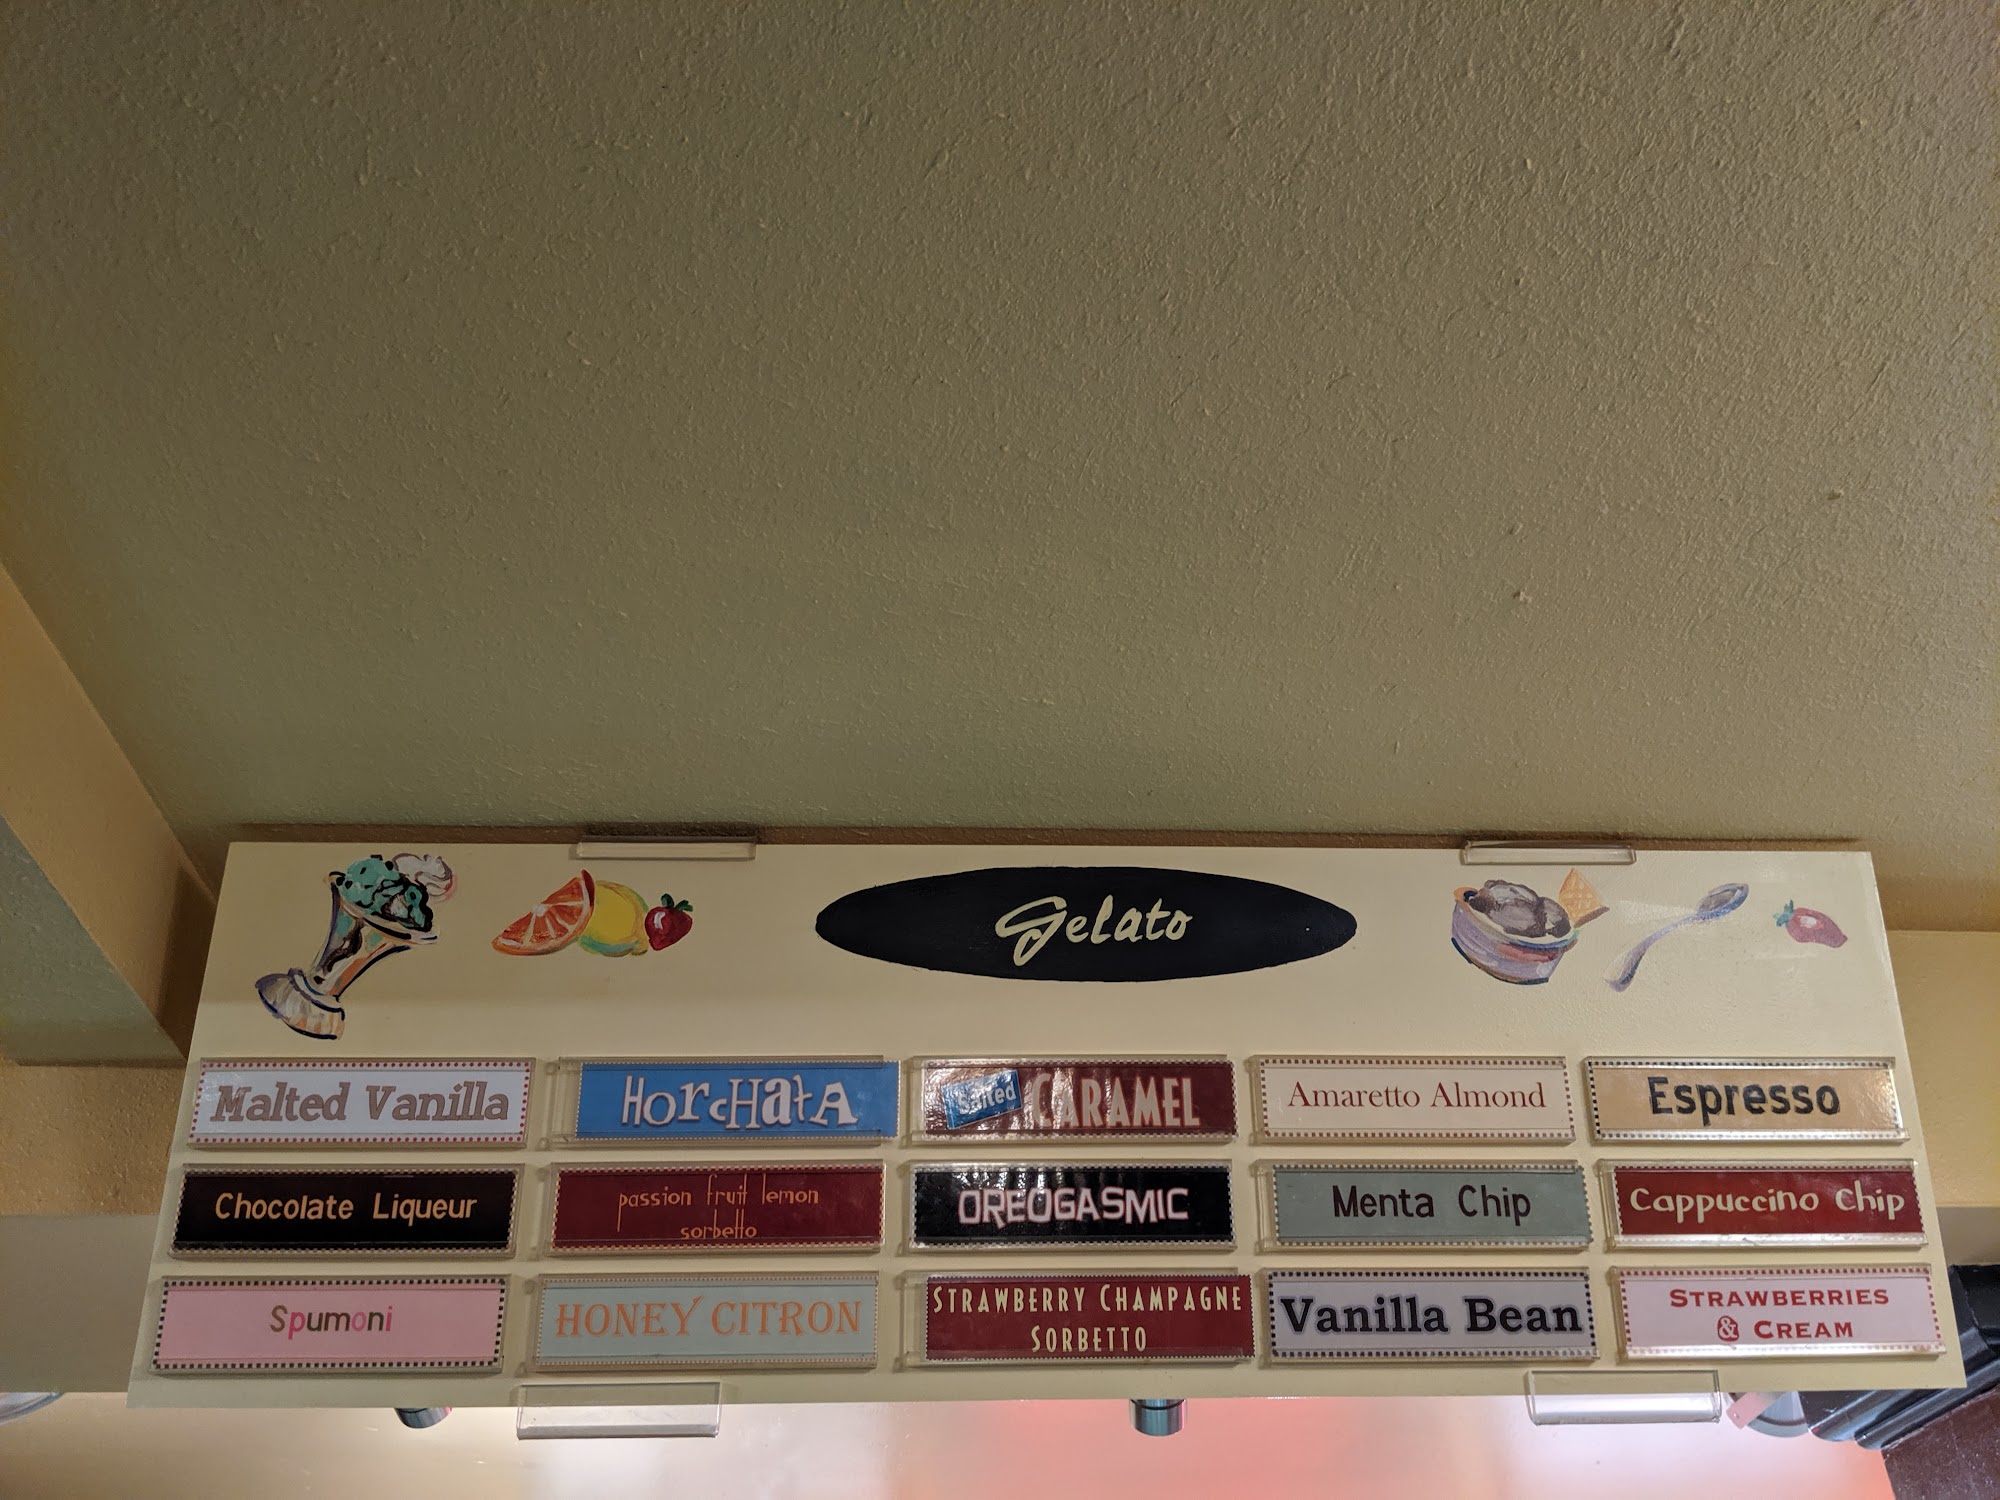 Gelato
Malted Vanilla
HorcHatA
Salted CARAMEL
Amaretto Almond
Espresso
Chocolate Liqueur
passion fruit lemon
sorbetto
OREOGASMIC
Menta Chip
Cappuccino Chip
Spumoni
HONEY CITRON
STRAWBERRY CHAMPAGNE
SORBETTO
Vanilla Bean
STRAWBERRIES
& CREAM